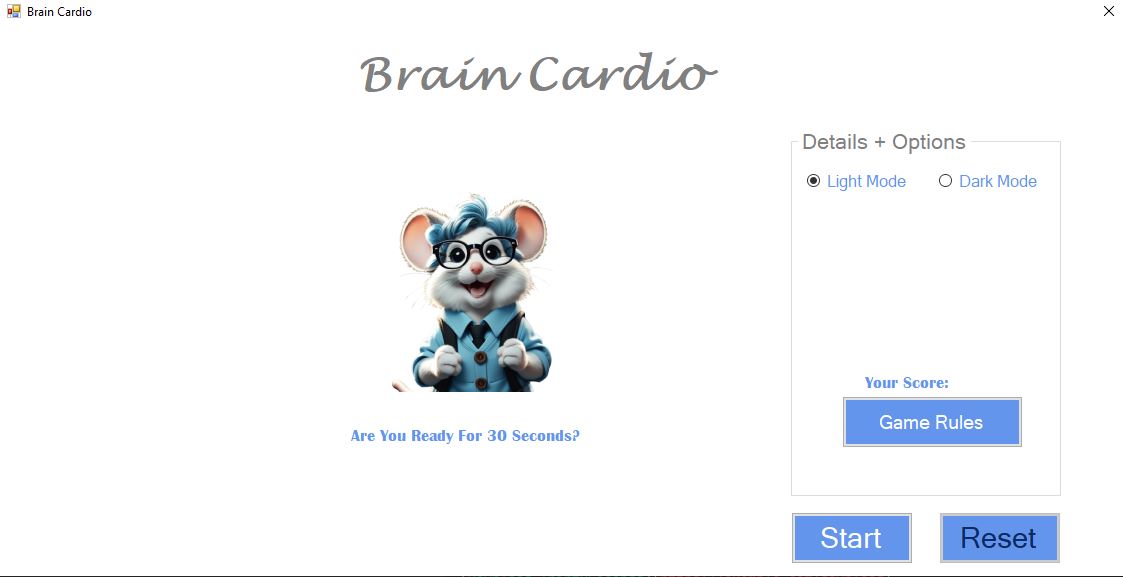 Brain Cardio
Brain Cardio
Details + Options
Light Mode
Dark Mode
Your Score:
Game Rules
Are You Ready For 30 Seconds?
Start
Reset